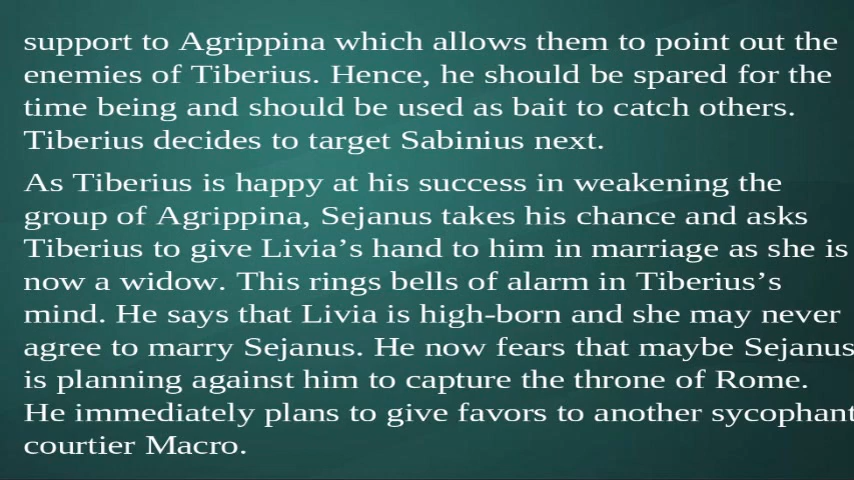 support to Agrippina which allows them to point out the
enemies of Tiberius. Hence, he should be spared for the
time being and should be used as bait to catch others.
Tiberius decides to target Sabinius next.
As Tiberius is happy at his success in weakening the
group of Agrippina, Sejanus takes his chance and asks
Tiberius to give Livia’s hand to him in marriage as she is
now a widow. This rings bells of alarm in Tiberius’s
mind. He says that Livia is high-born and she may never
agree to marry Sejanus. He now fears that maybe Sejanus
is planning against him to capture the throne of Rome.
He immediately plans to give favors to another sycophant
courtier Macro.